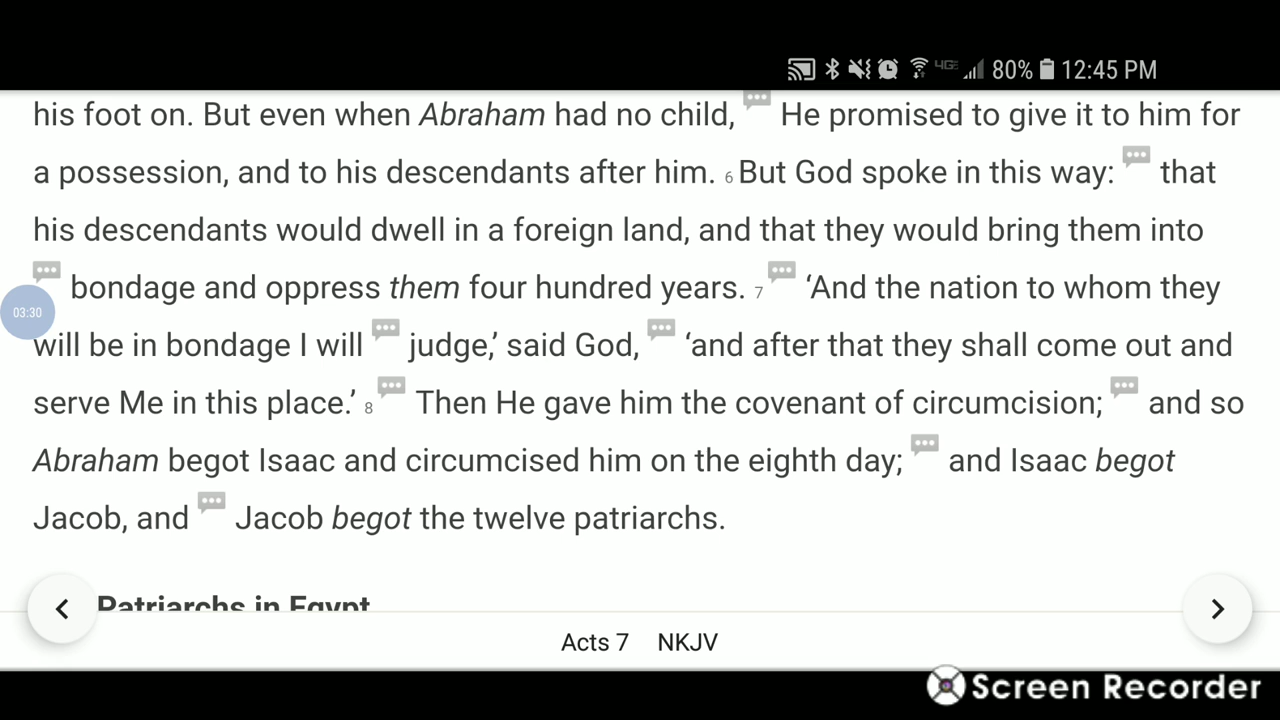 4GE 80% 12:45 PM
his foot on. But even when Abraham had no child, He promised to give it to him for
a possession, and to his descendants after him. 6 But God spoke in this way: that
his descendants would dwell in a foreign land, and that they would bring them into
bondage and oppress them four hundred years. 7 ‘And the nation to whom they
03:30
will be in bondage I will judge,’ said God, ‘and after that they shall come out and
serve Me in this place.’ 8 Then He gave him the covenant of circumcision; and so
Abraham begot Isaac and circumcised him on the eighth day; and Isaac begot
Jacob, and Jacob begot the twelve patriarchs.
Patriarchs in Egypt
Acts 7 NKJV
Screen Recorder